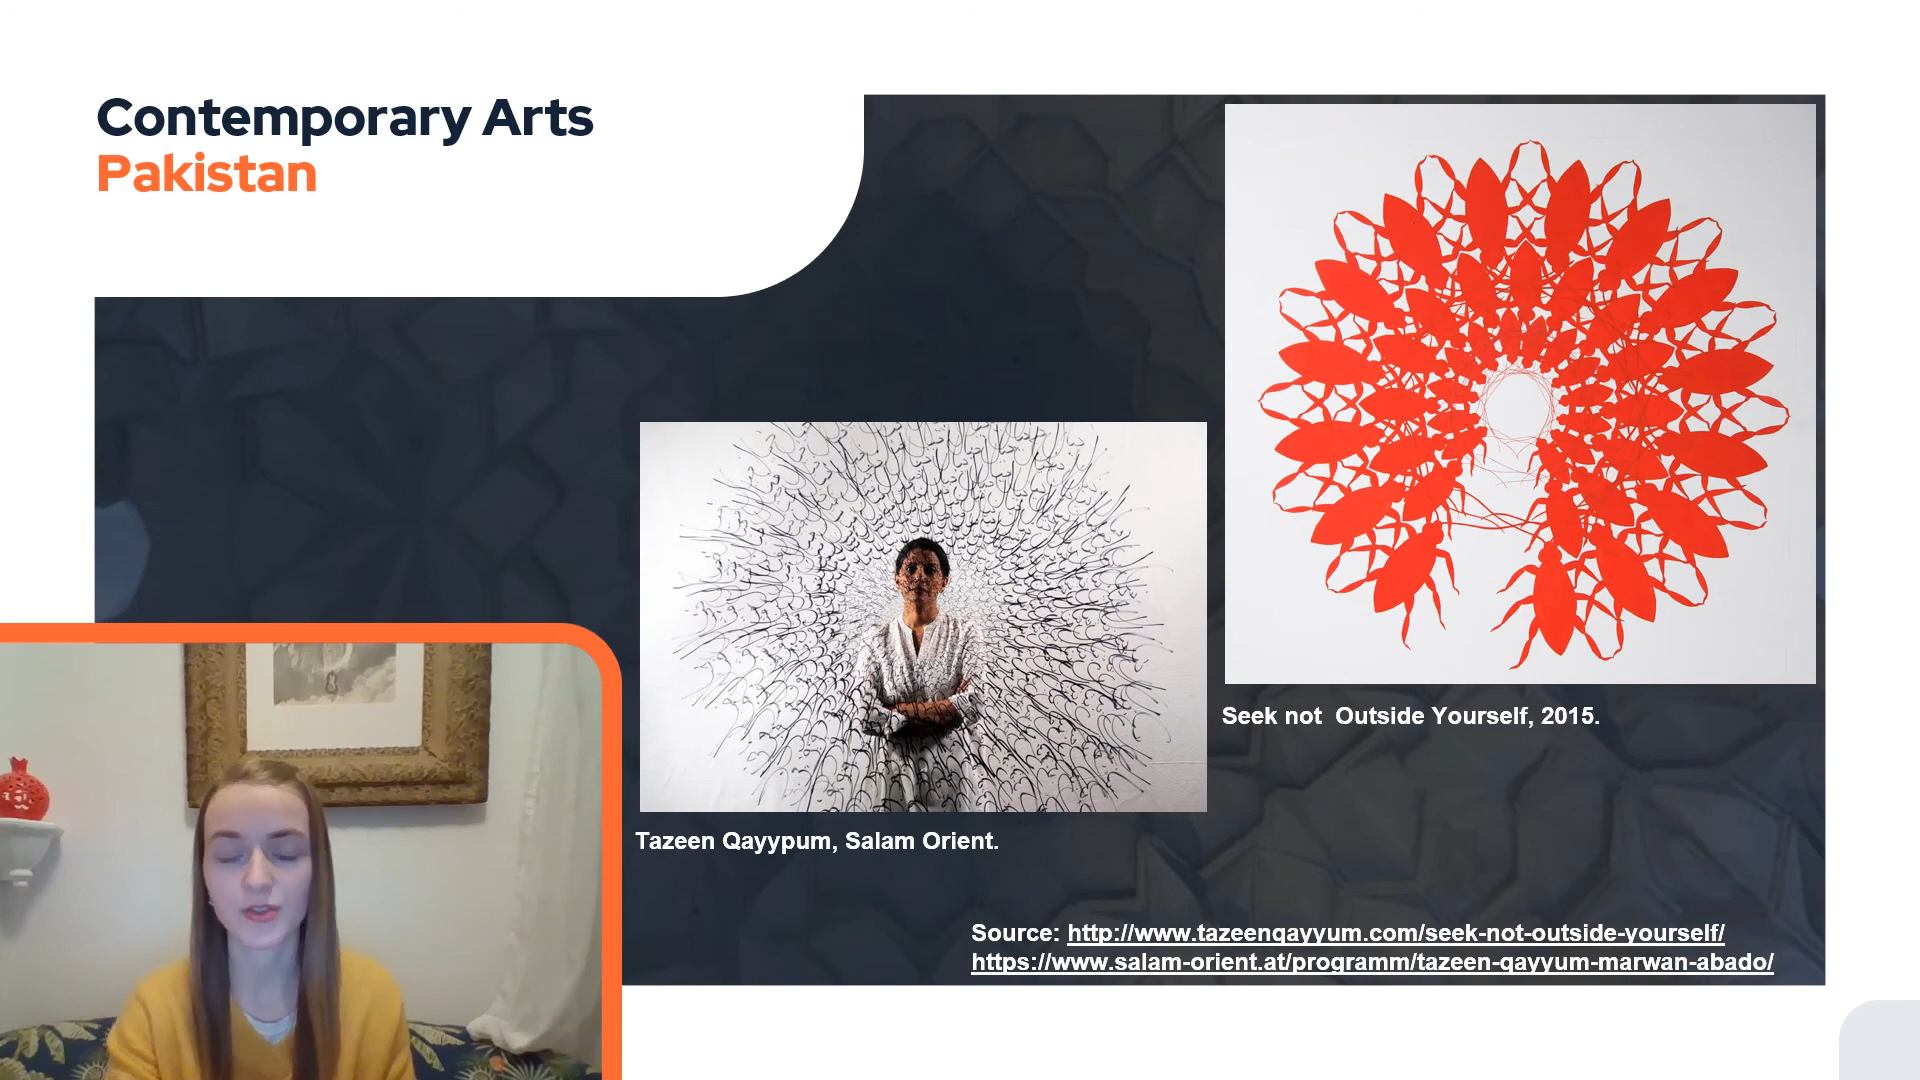 Contemporary Arts
Pakistan
Seek not  Outside Yourself, 2015.
Tazeen Qayypum, Salam Orient.
Source: http://www.tazeenqayyum.com/seek-not-outside-yourself/
https://www.salam-orient.at/programm/tazeen-qayyum-marwan-abado/